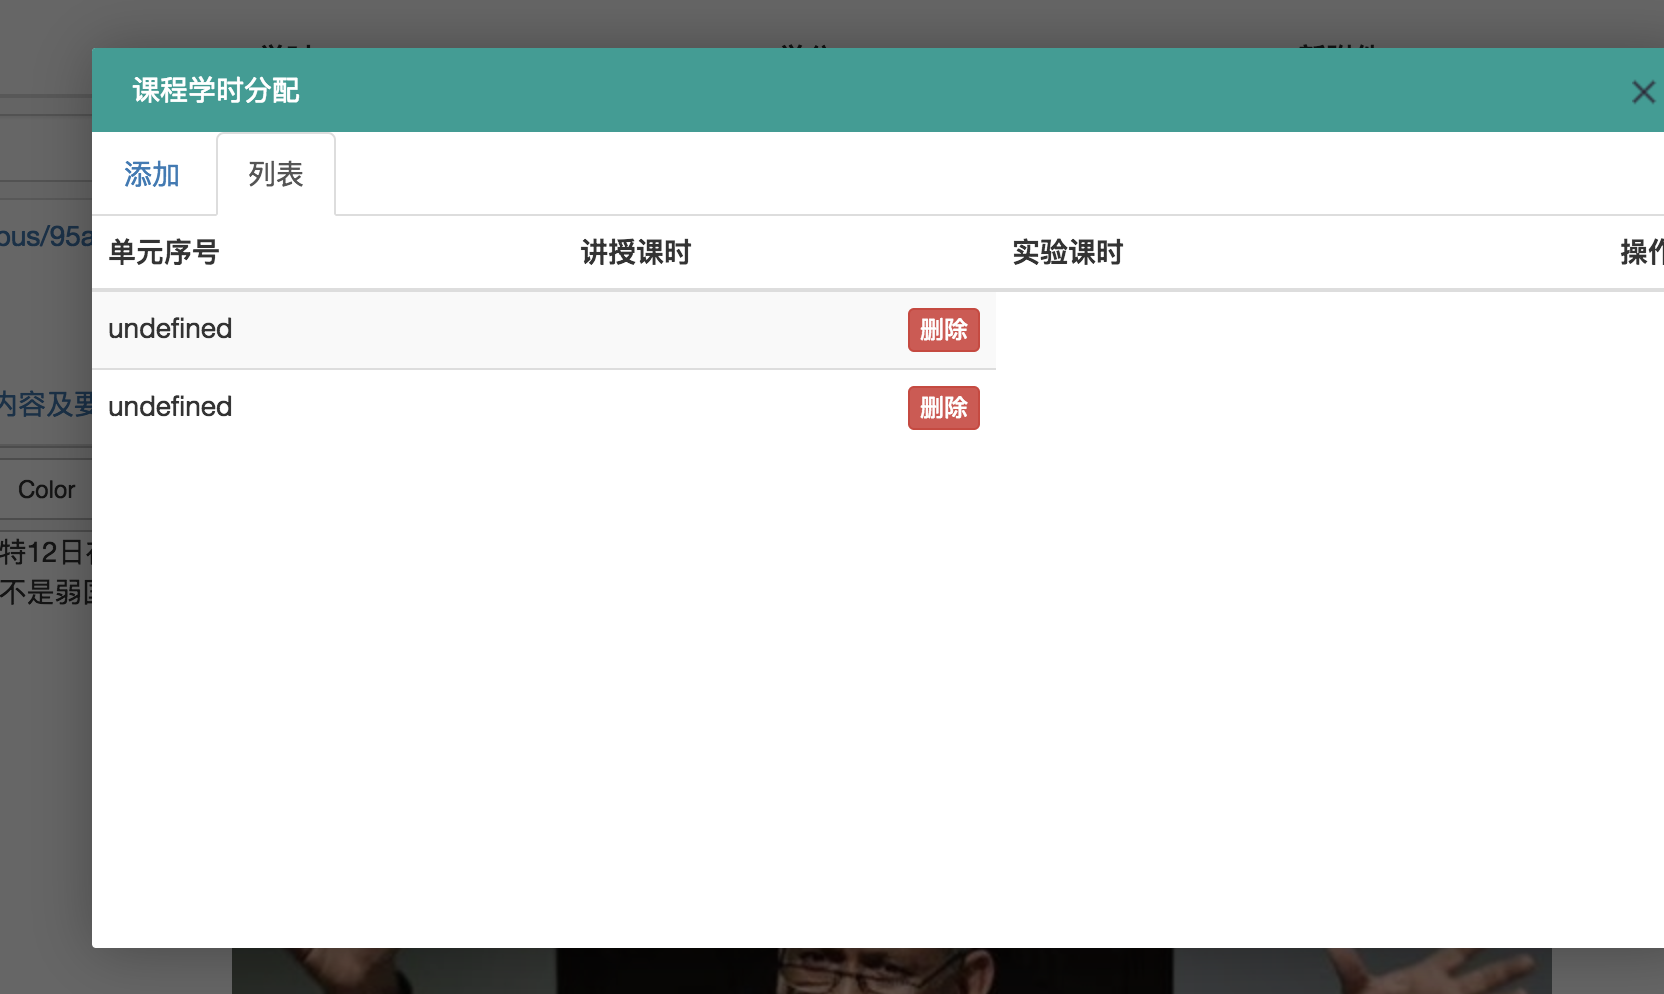 课程学时分配
添加 列表
单元序号 讲授课时 实验课时 操作
undefined 删除
undefined 删除
ous/95a
内容及要
Color
特12日在
不是弱国